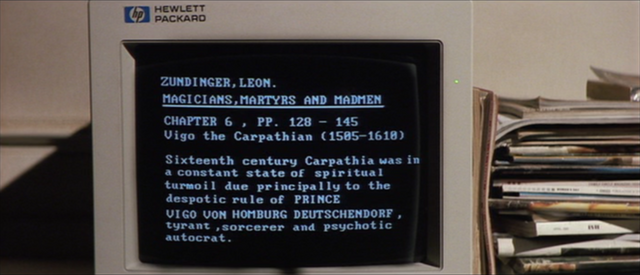 hp HEWLETT
PACKARD
ZUNDINGER,LEON.
MAGICIANS,MARTYRS AND MADMEN
CHAPTER 6 , PP. 128 - 145
Vigo the Carpathian (1505-1610)
Sixteenth century Carpathia was in
a constant state of spiritual
turmoil due principally to the
despotic rule of PRINCE
VIGO VON HOMBURG DEUTSCHENDORF,
tyrant ,sorcerer and psychotic
autocrat.